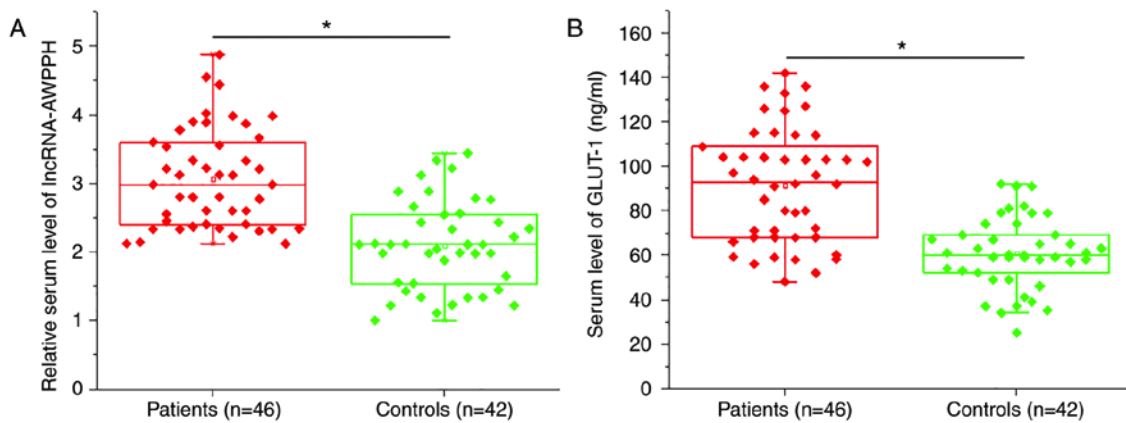 A
Relative serum level of lncRNA-AWPPH
5
4
3
2
1
0
*
Patients (n=46)
Controls (n=42)
B
Serum level of GLUT-1 (ng/ml)
160
140
120
100
80
60
40
20
0
*
Patients (n=46)
Controls (n=42)